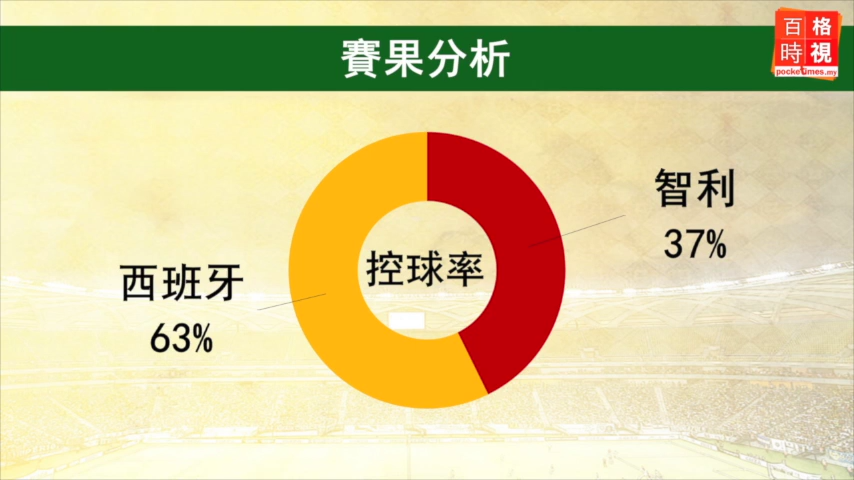 賽果分析
百格
時視
pocketimes.my
智利
37%
控球率
西班牙
63%